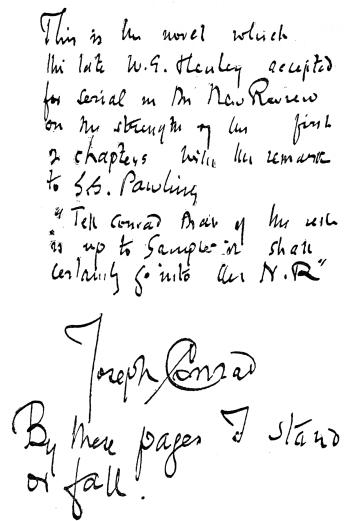 This is the novel which
the late W.E. Henley accepted
for serial in the New Review
on the strength of the first
2 chapters with the remark
to S.S. Pawling
"Tell Conrad that if the rest
is up to Sample it shall
certainly go into the N.R"
Joseph Conrad
By these pages I stand
or fall.